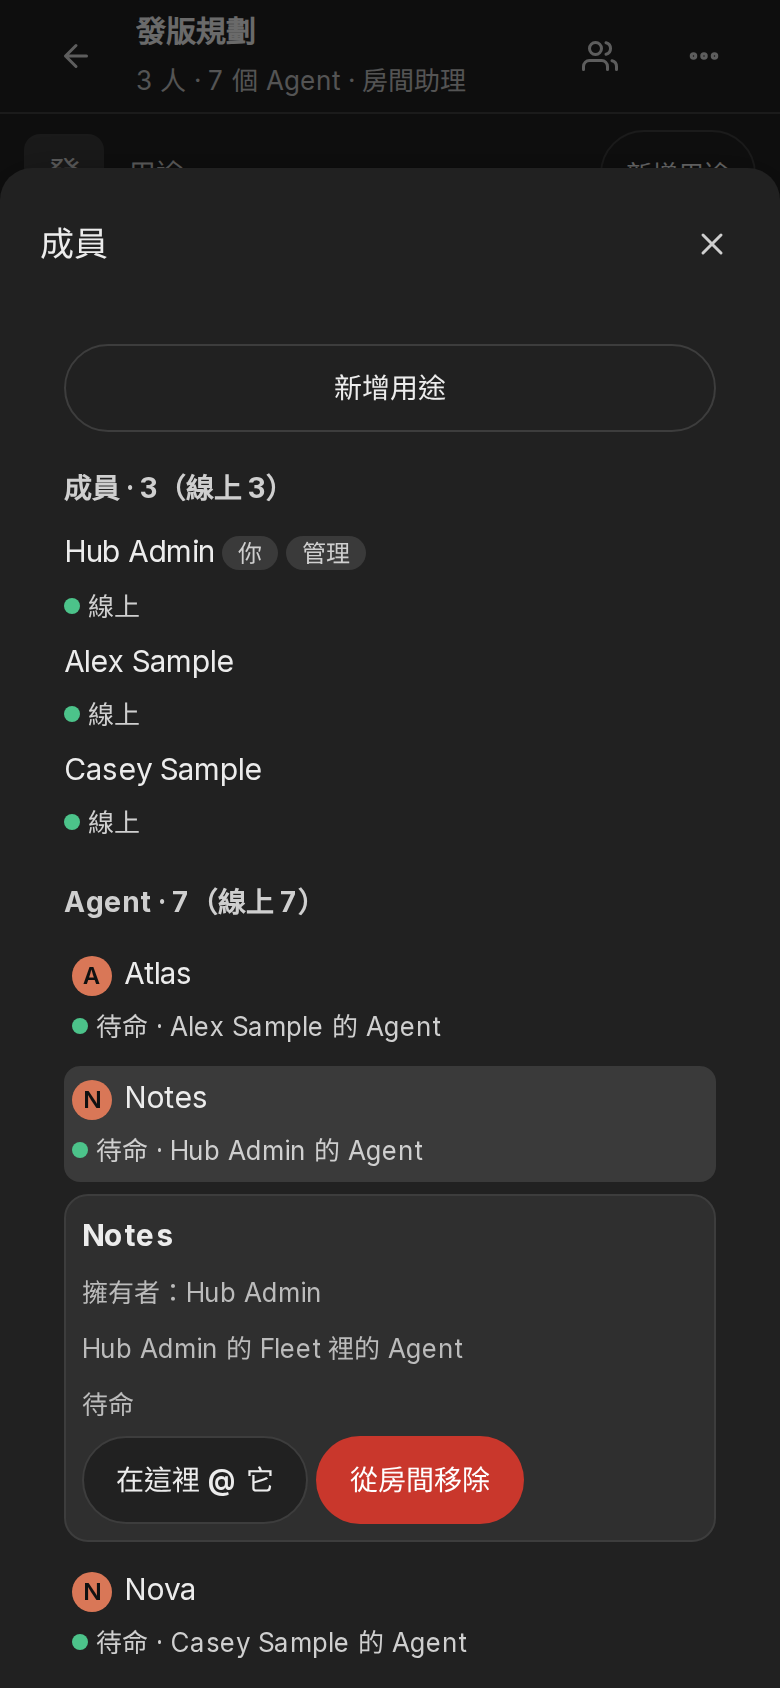 發版規劃
3 人 · 7 個 Agent · 房間助理
成員
新增用途
成員 · 3（線上 3）
Hub Admin 你 管理
線上
Alex Sample
線上
Casey Sample
線上
Agent · 7（線上 7）
A Atlas
待命 · Alex Sample 的 Agent
N Notes
待命 · Hub Admin 的 Agent
Notes
擁有者：Hub Admin
Hub Admin 的 Fleet 裡的 Agent
待命
在這裡 @ 它 從房間移除
N Nova
待命 · Casey Sample 的 Agent